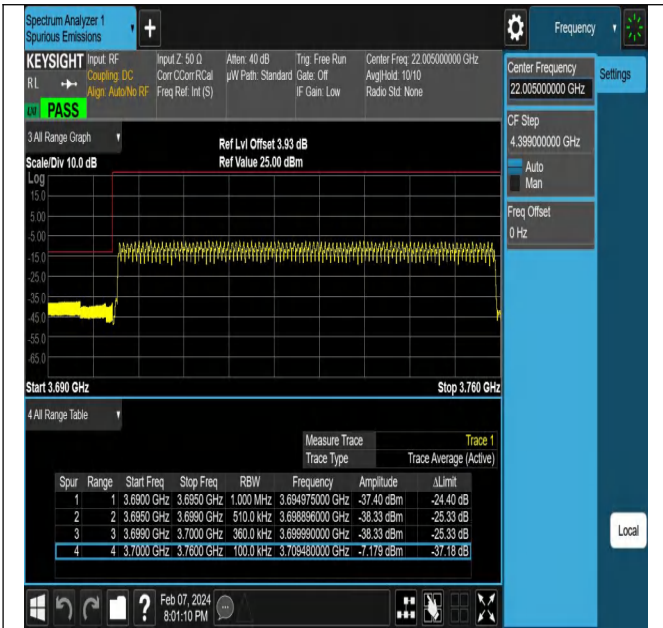 Spectrum Analyzer 1
Spurious Emissions
+
Frequency
KEYSIGHT Input: RF Input Z: 50 Ω Atten: 40 dB Trig: Free Run Center Freq: 22.005000000 GHz
RL Coupling: DC Corr CCorr RCal µW Path: Standard Gate: Off Avg|Hold: 10/10
Align: Auto/No RF Freq Ref: Int (S) IF Gain: Low Radio Std: None
LXI PASS
Center Frequency
22.005000000 GHz
Settings
CF Step
4.399000000 GHz
Auto
Man
Freq Offset
0 Hz
3 All Range Graph
Ref Lvl Offset 3.93 dB
Scale/Div 10.0 dB Ref Value 25.00 dBm
Log
15.0
5.00
-5.00
-15.0
-25.0
-35.0
-45.0
-55.0
-65.0
Start 3.690 GHz Stop 3.760 GHz
4 All Range Table
Measure Trace Trace 1
Trace Type Trace Average (Active)
Spur Range Start Freq Stop Freq RBW Frequency Amplitude ΔLimit
1 1 3.6900 GHz 3.6950 GHz 1.000 MHz 3.694975000 GHz -37.40 dBm -24.40 dB
2 2 3.6950 GHz 3.6990 GHz 510.0 kHz 3.698896000 GHz -38.33 dBm -25.33 dB
3 3 3.6990 GHz 3.7000 GHz 360.0 kHz 3.699990000 GHz -38.33 dBm -25.33 dB
4 4 3.7000 GHz 3.7600 GHz 100.0 kHz 3.709480000 GHz -7.179 dBm -37.18 dB
Local
? Feb 07, 2024
8:01:10 PM